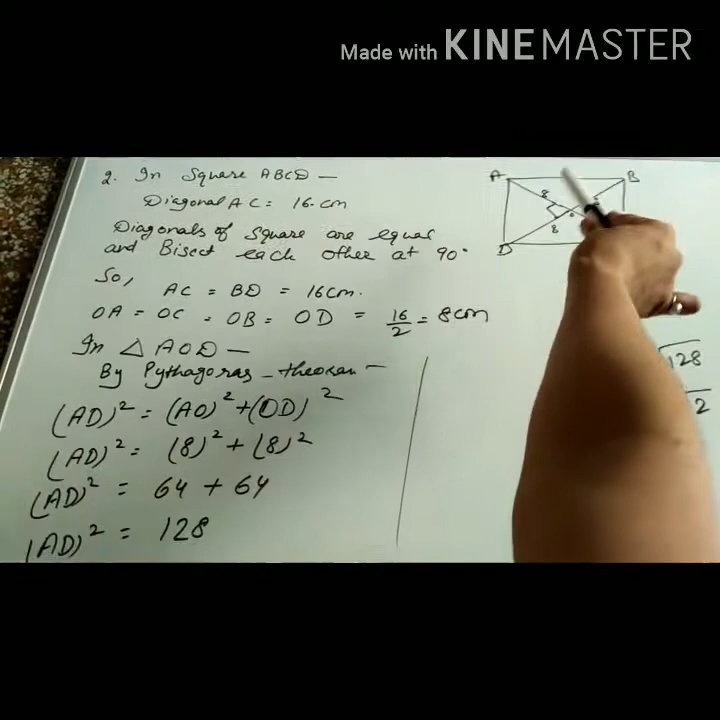 Made with KINEMASTER
2. In Square ABCD —
Diagonal AC = 16 cm
Diagonals of Square are equal
and Bisect each other at 90°
So,
AC = BD = 16cm.
OA = OC = OB = OD = 16/2 = 8cm
In △ AOD —
By Pythagoras - theorem —
(AD)² = (AO)² + (OD)²
(AD)² = (8)² + (8)²
(AD)² = 64 + 64
(AD)² = 128
A B
8
8
D
√128
2